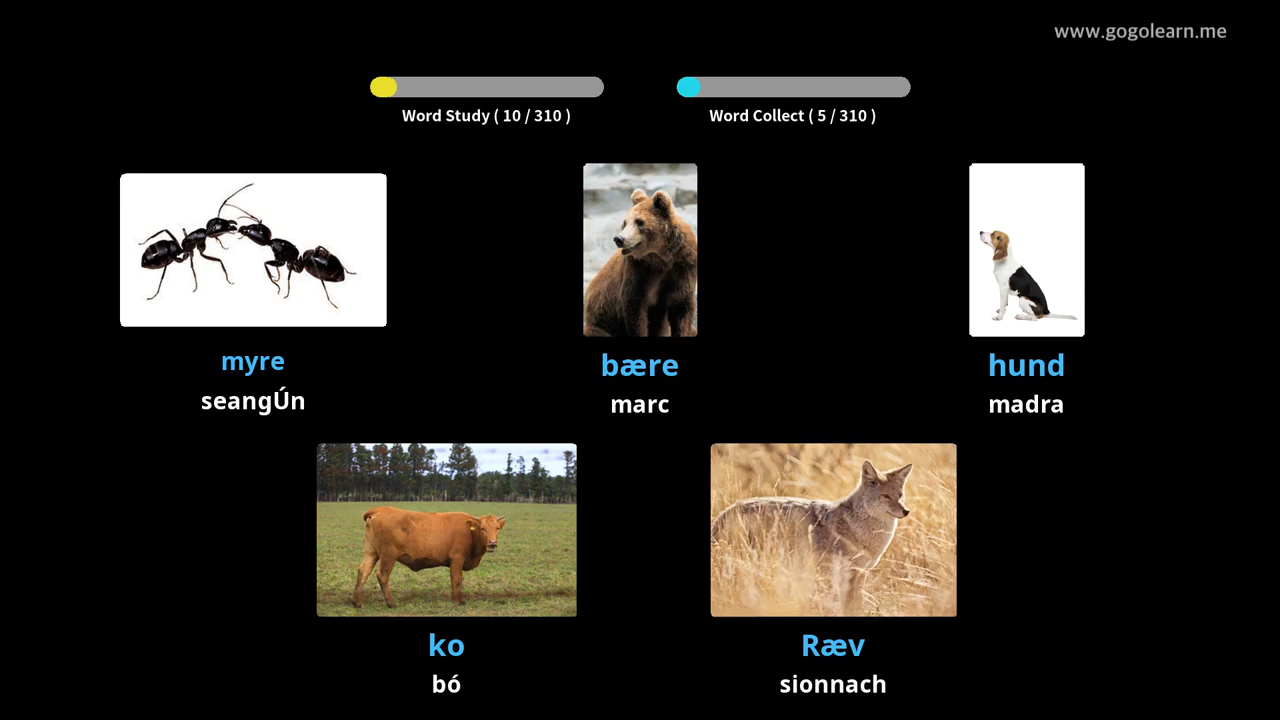 www.gogolearn.me
Word Study ( 10 / 310 )
Word Collect ( 5 / 310 )
myre
seangÚn
bære
marc
hund
madra
ko
bó
Ræv
sionnach